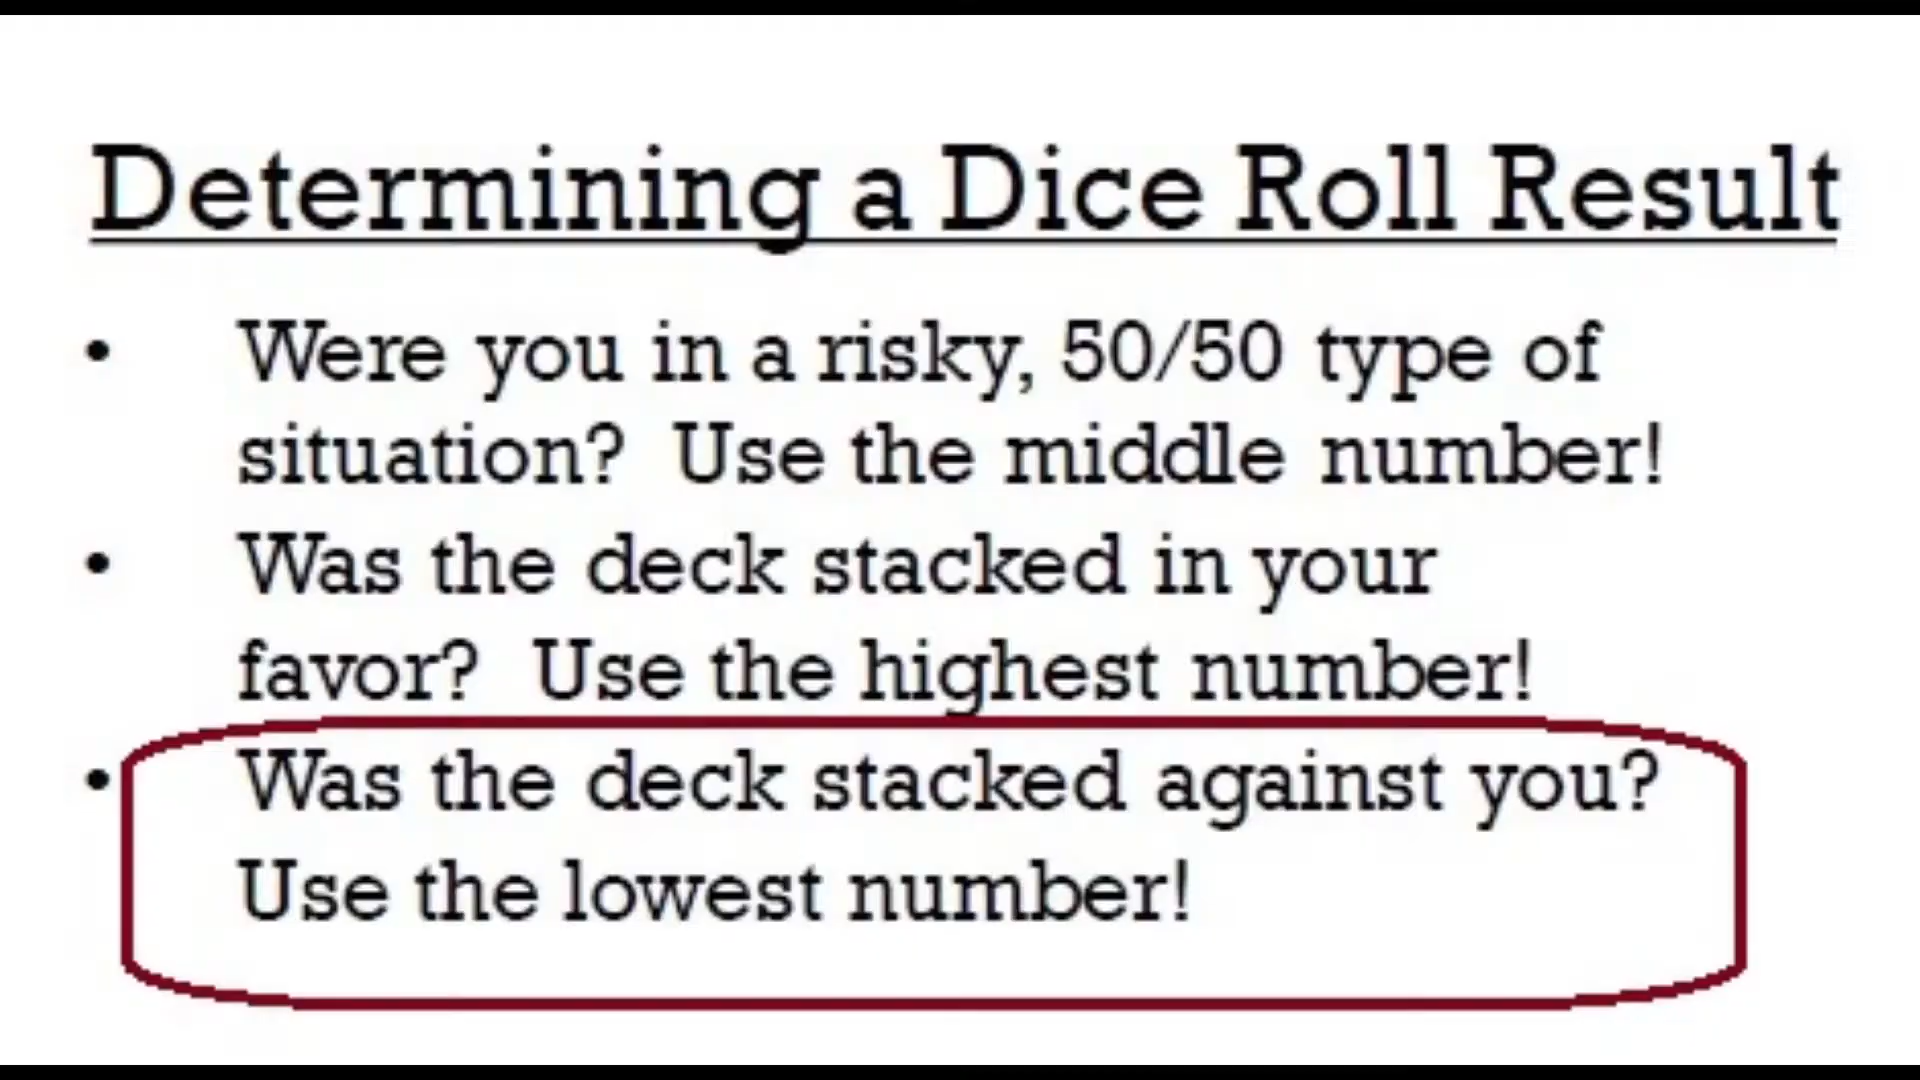 Determining a Dice Roll Result
• Were you in a risky, 50/50 type of
situation? Use the middle number!
• Was the deck stacked in your
favor? Use the highest number!
• Was the deck stacked against you?
Use the lowest number!